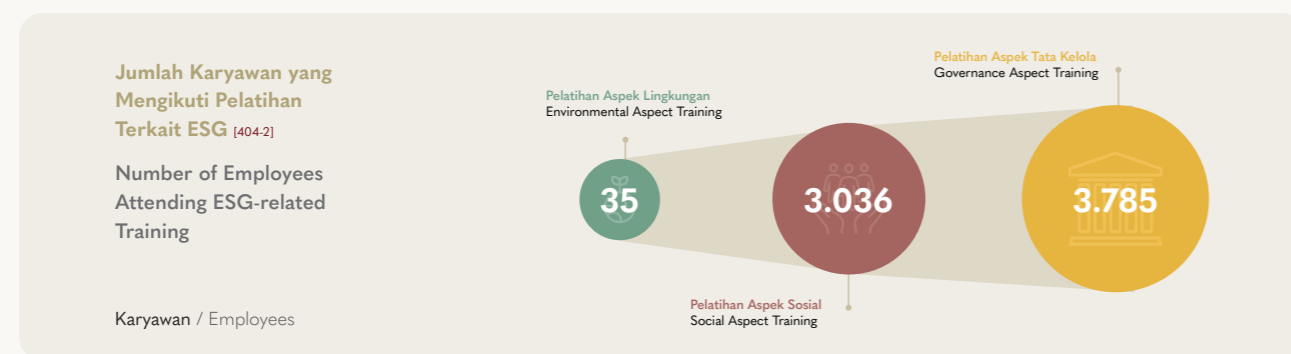 Jumlah Karyawan yang
Mengikuti Pelatihan
Terkait ESG [404-2]
Number of Employees
Attending ESG-related
Training
Karyawan / Employees
Pelatihan Aspek Lingkungan
Environmental Aspect Training
35
3.036
Pelatihan Aspek Sosial
Social Aspect Training
Pelatihan Aspek Tata Kelola
Governance Aspect Training
3.785